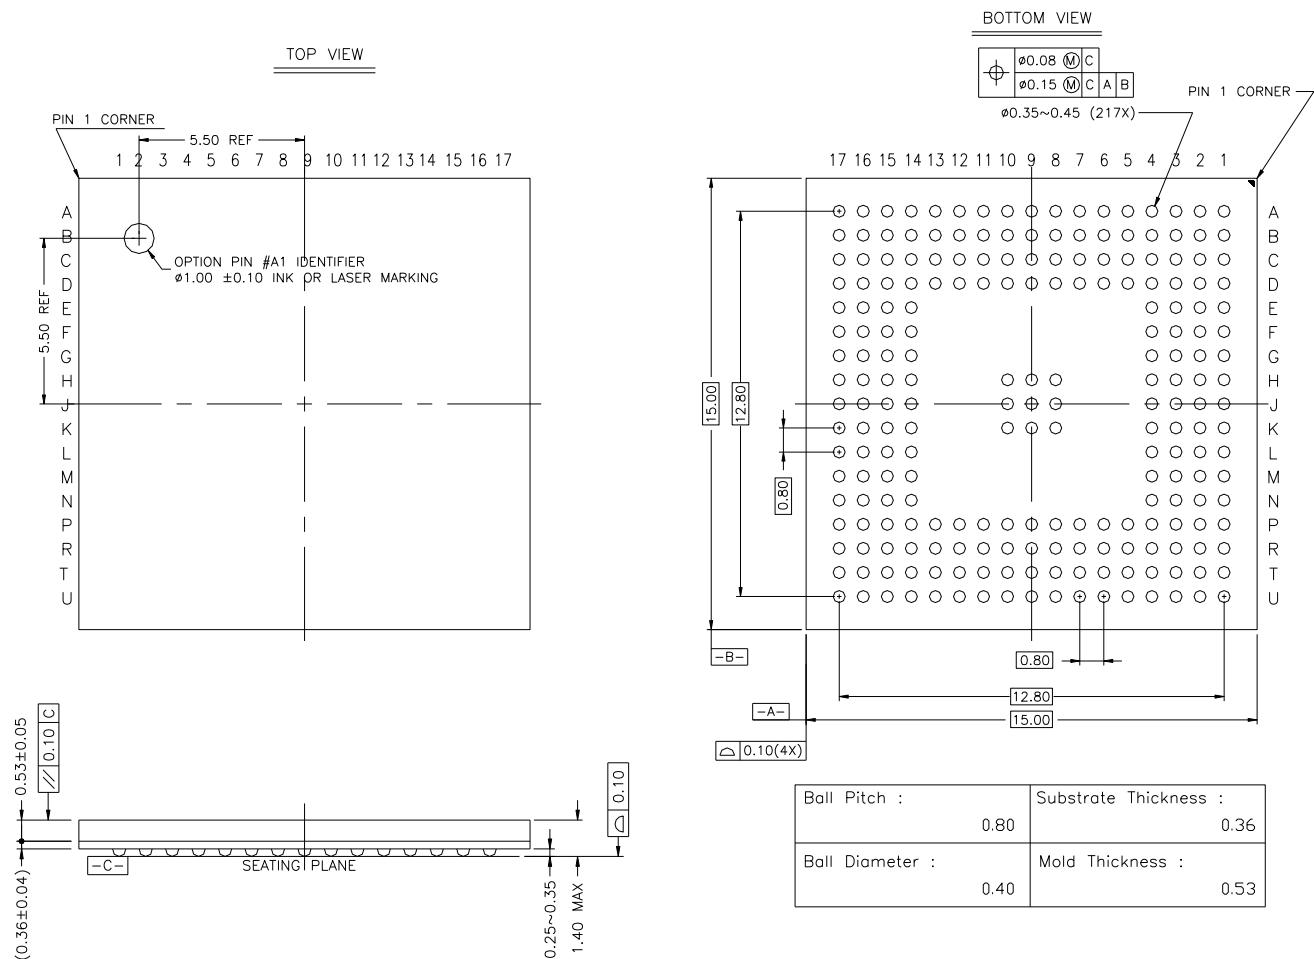 TOP VIEW
PIN 1 CORNER
5.50 REF
1 2 3 4 5 6 7 8 9 10 11 12 13 14 15 16 17
A
B
C
D
E
F
G
H
J
K
L
M
N
P
R
T
U
5.50 REF
OPTION PIN #A1 IDENTIFIER
ø1.00 ±0.10 INK OR LASER MARKING
BOTTOM VIEW
ø0.08 Ⓜ C
ø0.15 Ⓜ C A B
ø0.35~0.45 (217X)
PIN 1 CORNER
17 16 15 14 13 12 11 10 9 8 7 6 5 4 3 2 1
A
B
C
D
E
F
G
H
J
K
L
M
N
P
R
T
U
15.00
12.80
0.80
-B-
0.80
12.80
-A-
15.00
0.10(4X)
0.53±0.05
// 0.10 C
(0.36±0.04)
-C-
SEATING PLANE
0.25~0.35
1.40 MAX
0.10
Ball Pitch :
0.80
Substrate Thickness :
0.36
Ball Diameter :
0.40
Mold Thickness :
0.53